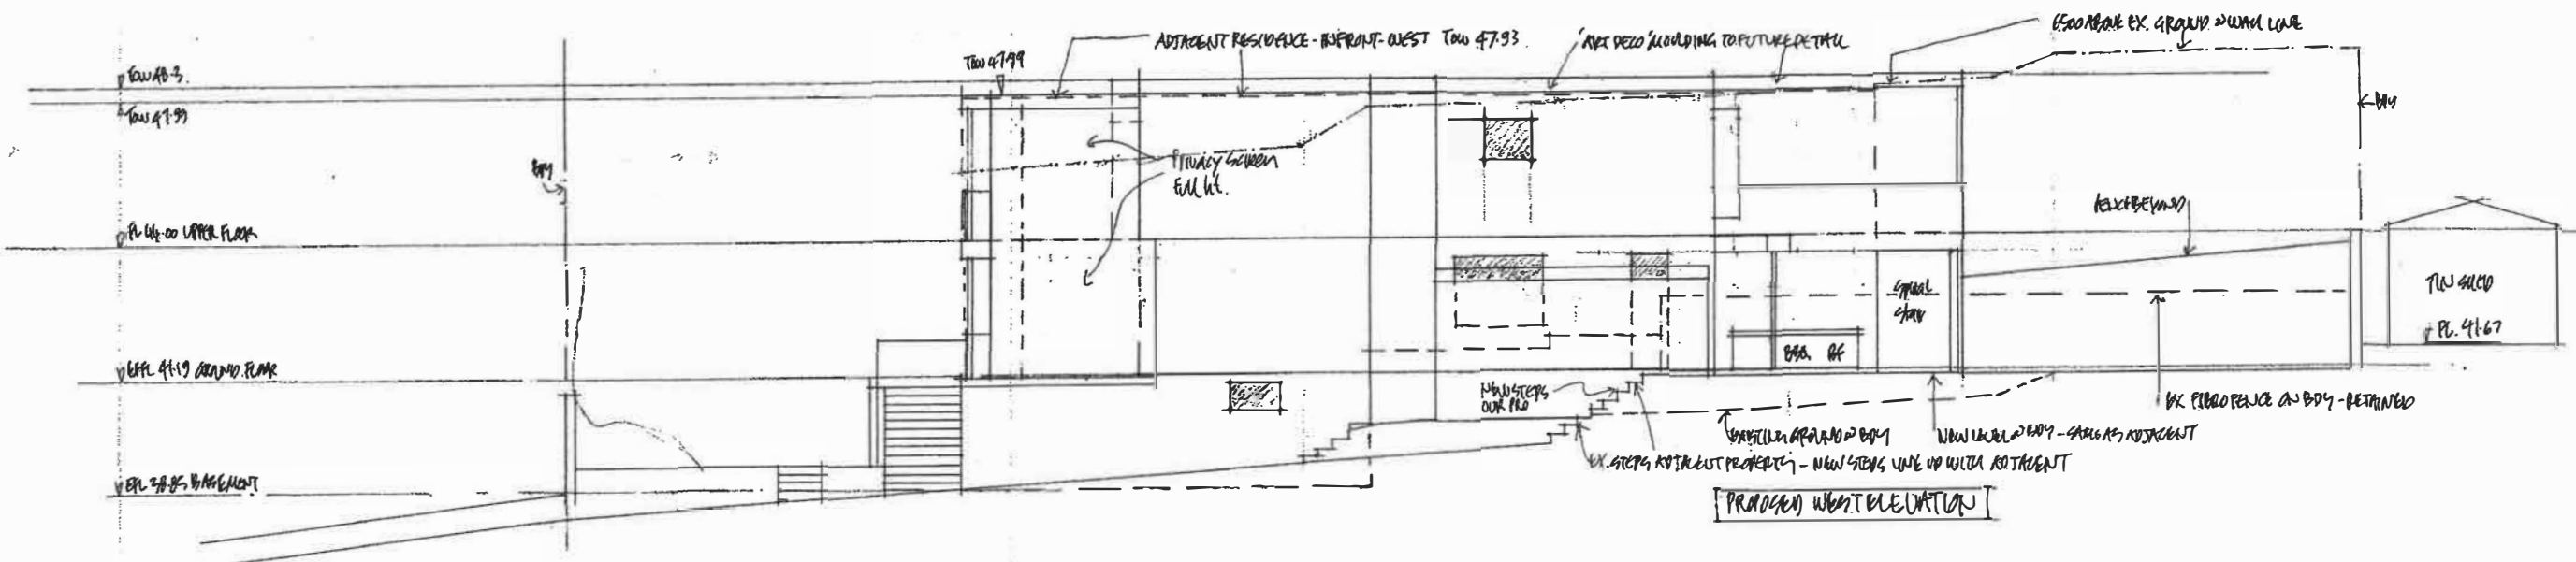 ADJACENT RESIDENCE - INFRONT - WEST TOW 47.93
'ART DECO' MOULDING TO FUTURE DETAIL
6500 ABOVE EX. GROUND @ WALL LINE
TOW 47.99
TOW 48.3
TOW 47.99
BDY
BDY
PRIVACY SCREEN
FULL HT.
FL 44.00 UPPER FLOOR
FENCE BEYOND
TIN SHED
FL. 41.67
SPIRAL
STAIR
EFFL 41.19 GROUND FLOOR
BBQ. RF
NEW STEPS
OUR PRO
EX FIBRO FENCE ON BDY - RETAINED
EXISTING GROUND @ BDY
NEW LEVEL @ BDY - SAME AS ADJACENT
EX. STEPS ADJACENT PROPERTY - NEW STEPS LINE UP WITH ADJACENT
EFL 38.85 BASEMENT
PROPOSED WEST ELEVATION